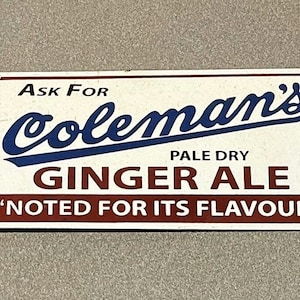 ASK FOR
Coleman's
PALE DRY
GINGER ALE
"NOTED FOR ITS FLAVOU